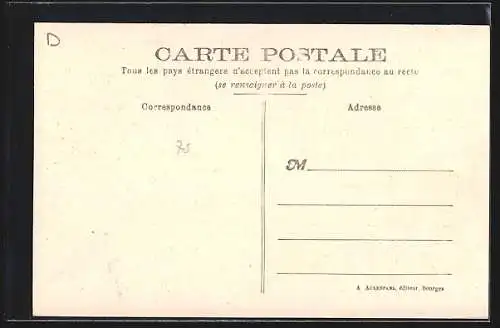 D
CARTE POSTALE
Tous les pays étrangers n'acceptent pas la correspondance au recto
(se renseigner à la poste)
Correspondance
Adresse
75
M
A. AUXENFANS, éditeur, Bourges